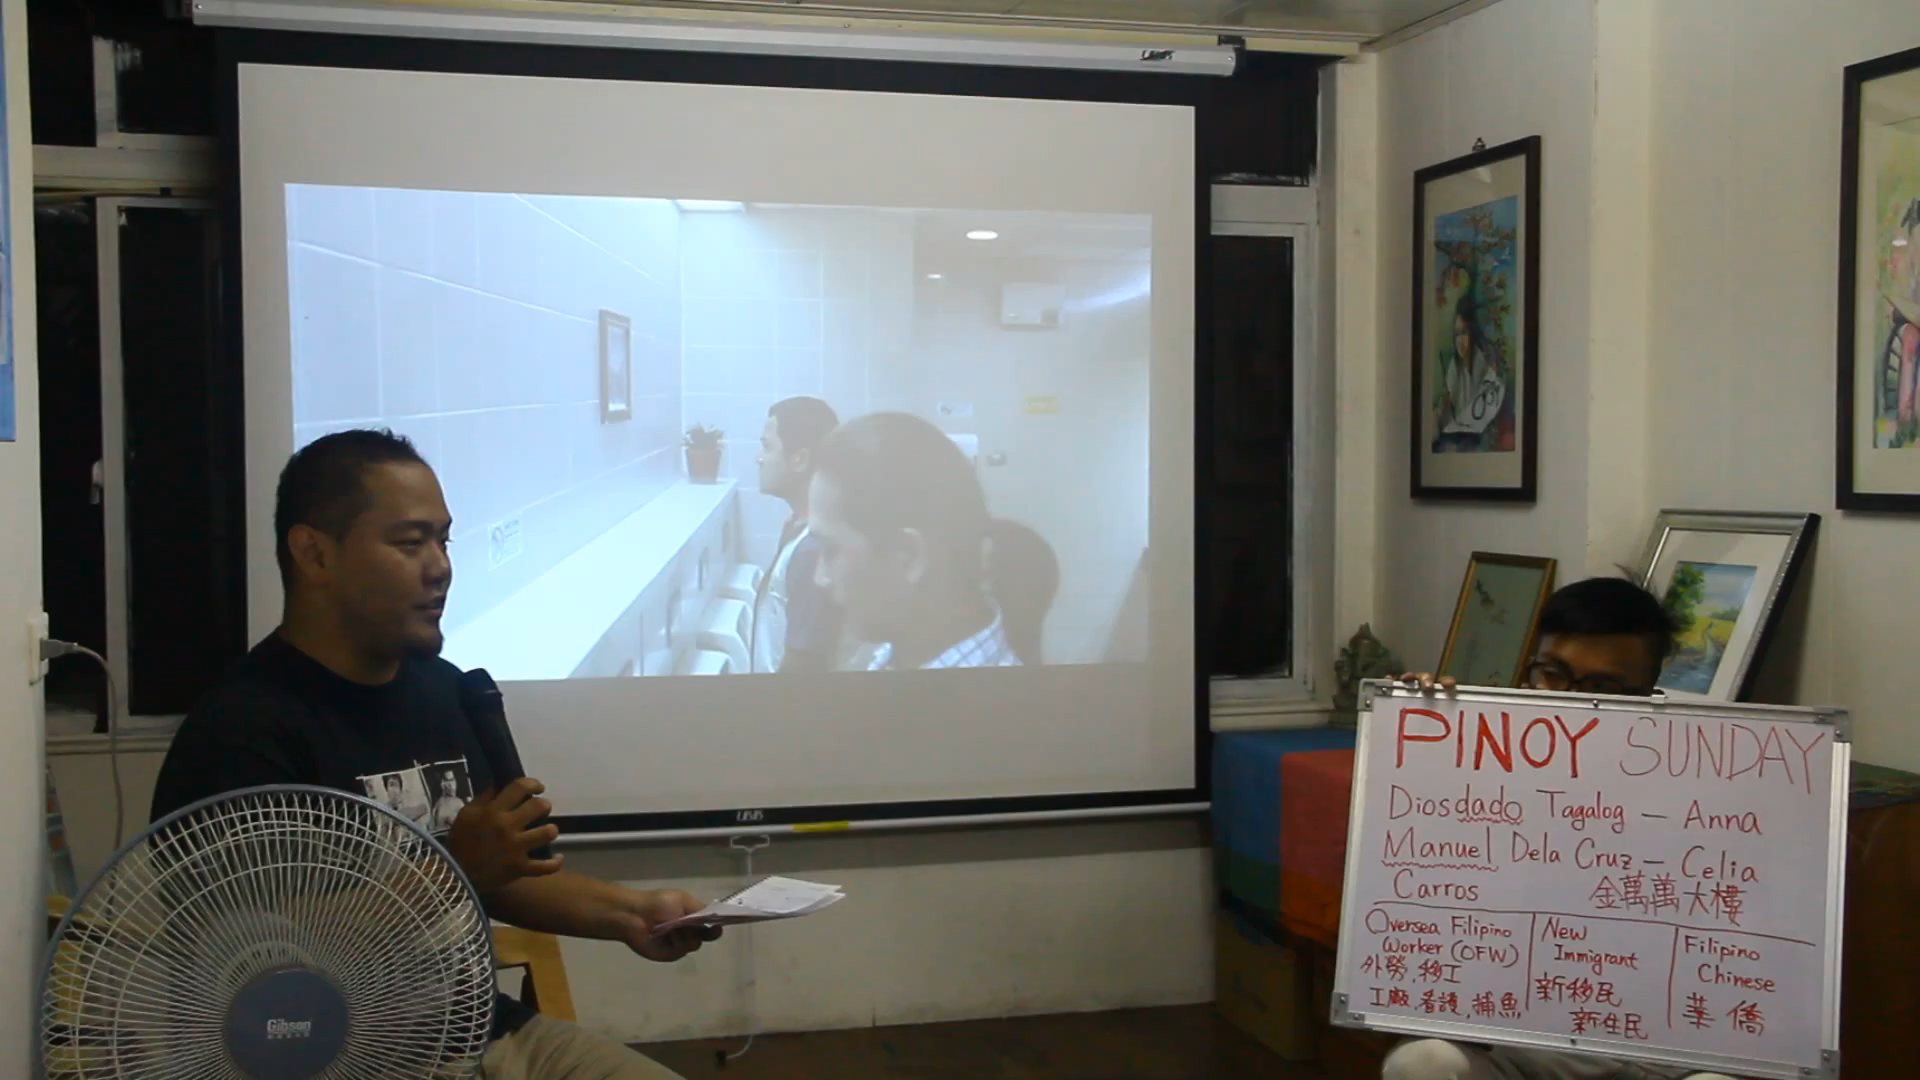 PINOY SUNDAY
Diosdado Tagalog — Anna
Manuel Dela Cruz — Celia
Carros 金萬萬大樓
Oversea Filipino
Worker (OFW)
外勞,移工
工廠,看護,捕魚
New
Immigrant
新移民
新住民
Filipino
Chinese
華僑
Gibson